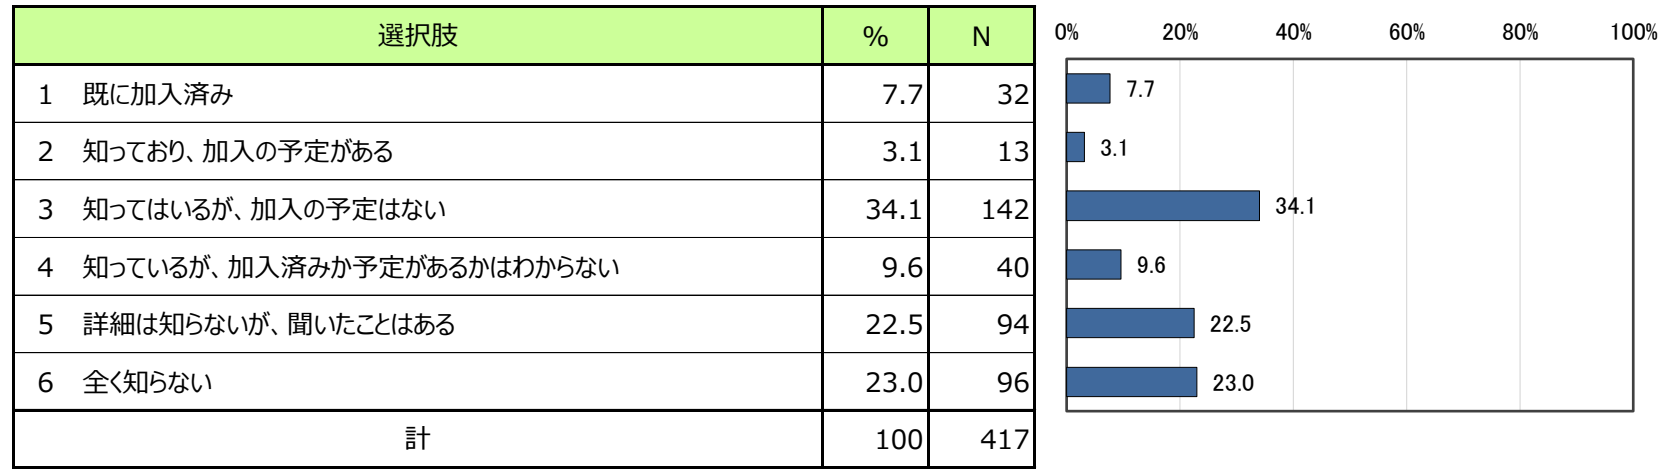 選択肢 % N
1 既に加入済み 7.7 32
2 知っており、加入の予定がある 3.1 13
3 知ってはいるが、加入の予定はない 34.1 142
4 知っているが、加入済みか予定があるかはわからない 9.6 40
5 詳細は知らないが、聞いたことはある 22.5 94
6 全く知らない 23.0 96
計 100 417
0% 20% 40% 60% 80% 100%
7.7
3.1
34.1
9.6
22.5
23.0